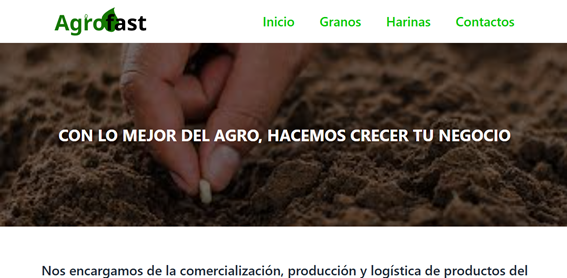 Agrofast
Inicio Granos Harinas Contactos
CON LO MEJOR DEL AGRO, HACEMOS CRECER TU NEGOCIO
Nos encargamos de la comercialización, producción y logística de productos del